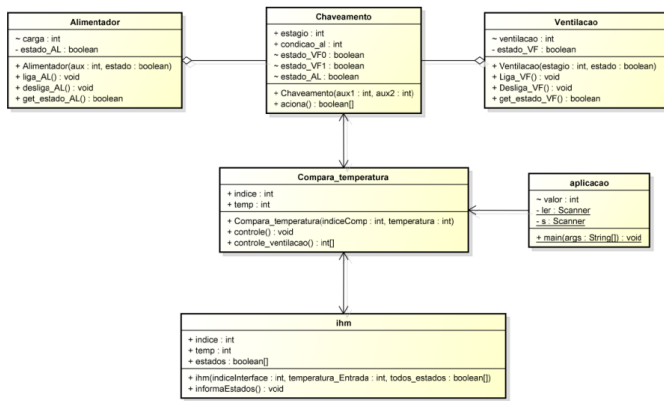 Alimentador
~ carga : int
- estado_AL : boolean
+ Alimentador(aux : int, estado : boolean)
+ liga_AL() : void
+ desliga_AL() : void
+ get_estado_AL() : boolean
Chaveamento
+ estagio : int
+ condicao_al : int
~ estado_VF0 : boolean
~ estado_VF1 : boolean
~ estado_AL : boolean
+ Chaveamento(aux1 : int, aux2 : int)
+ aciona() : boolean[]
Ventilacao
~ ventilacao : int
- estado_VF : boolean
+ Ventilacao(estagio : int, estado : boolean)
+ Liga_VF() : void
+ Desliga_VF() : void
+ get_estado_VF() : boolean
Compara_temperatura
+ indice : int
+ temp : int
+ Compara_temperatura(indiceComp : int, temperatura : int)
+ controle() : void
+ controle_ventilacao() : int[]
aplicacao
~ valor : int
- ler : Scanner
- s : Scanner
+ main(args : String[]) : void
ihm
+ indice : int
+ temp : int
+ estados : boolean[]
+ ihm(indiceInterface : int, temperatura_Entrada : int, todos_estados : boolean[])
+ informaEstados() : void